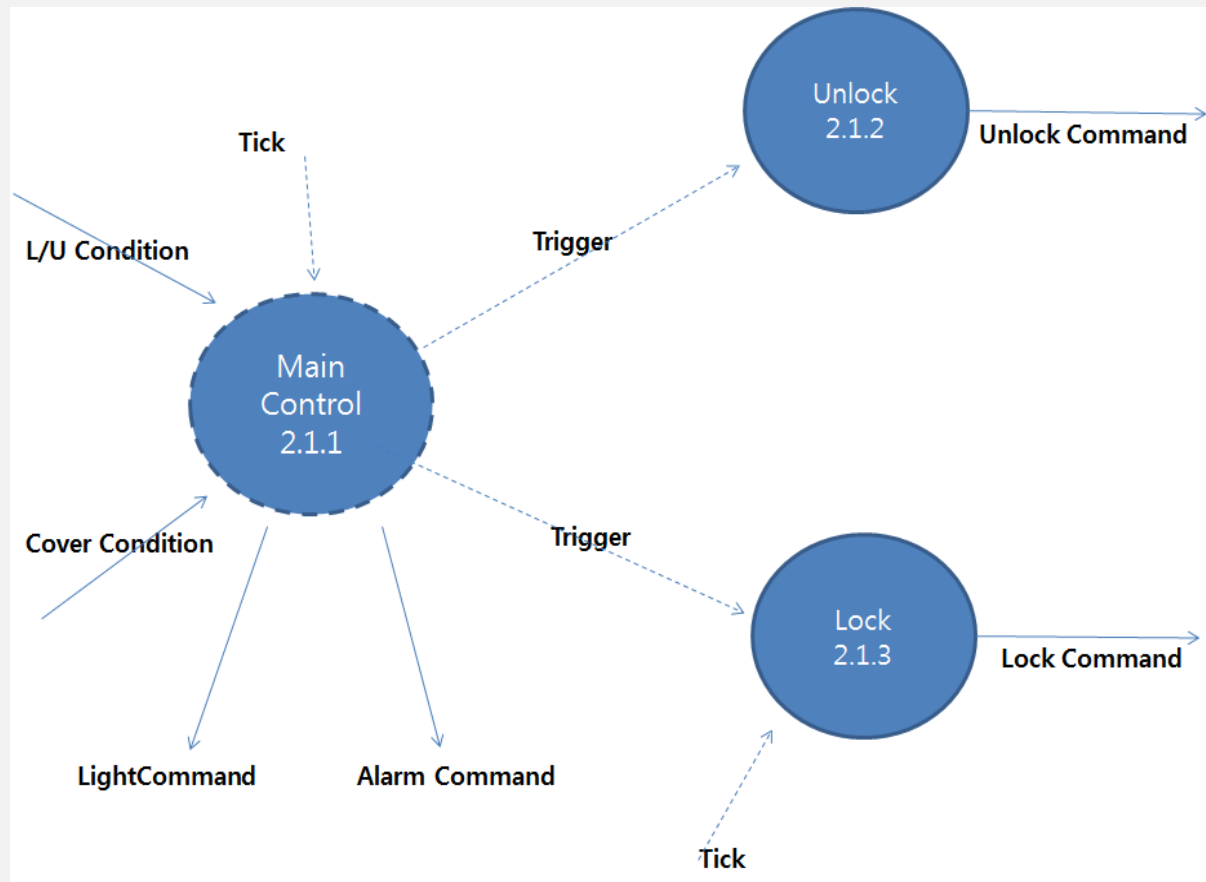 Unlock
2.1.2
Unlock Command
Tick
L/U Condition
Trigger
Main
Control
2.1.1
Cover Condition
Trigger
Lock
2.1.3
Lock Command
LightCommand
Alarm Command
Tick